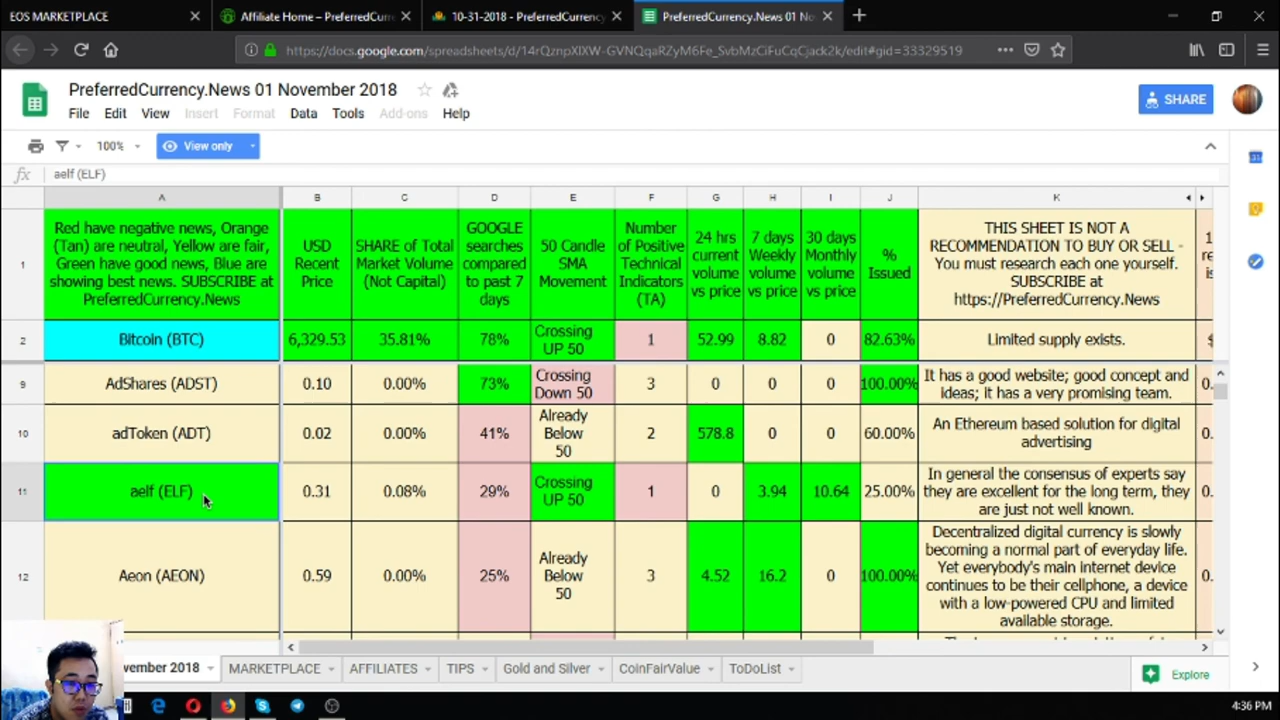 EOS MARKETPLACE
Affiliate Home – PreferredCurr
10-31-2018 - PreferredCurrency
PreferredCurrency.News 01 No
https://docs.google.com/spreadsheets/d/14rQznpXlXW-GVNQqaRZyM6Fe_SvbMzCiFuCqCjack2k/edit#gid=33329519
PreferredCurrency.News 01 November 2018
SHARE
File Edit View Insert Format Data Tools Add-ons Help
100% View only
fx aelf (ELF)
A B C D E F G H I J K
1
Red have negative news, Orange
(Tan) are neutral, Yellow are fair,
Green have good news, Blue are
showing best news. SUBSCRIBE at
PreferredCurrency.News
USD
Recent
Price
SHARE of Total
Market Volume
(Not Capital)
GOOGLE
searches
compared
to past 7
days
50 Candle
SMA
Movement
Number
of Positive
Technical
Indicators
(TA)
24 hrs
current
volume
vs price
7 days
Weekly
volume
vs price
30 days
Monthly
volume
vs price
%
Issued
THIS SHEET IS NOT A
RECOMMENDATION TO BUY OR SELL -
You must research each one yourself.
SUBSCRIBE at
https://PreferredCurrency.News
2
Bitcoin (BTC)
6,329.53
35.81%
78%
Crossing
UP 50
1
52.99
8.82
0
82.63%
Limited supply exists.
$
9
AdShares (ADST)
0.10
0.00%
73%
Crossing
Down 50
3
0
0
0
100.00%
It has a good website; good concept and
ideas; it has a very promising team.
0.
10
adToken (ADT)
0.02
0.00%
41%
Already
Below
50
2
578.8
0
0
60.00%
An Ethereum based solution for digital
advertising
0.
11
aelf (ELF)
0.31
0.08%
29%
Crossing
UP 50
1
0
3.94
10.64
25.00%
In general the consensus of experts say
they are excellent for the long term, they
are just not well known.
0.
12
Aeon (AEON)
0.59
0.00%
25%
Already
Below
50
3
4.52
16.2
0
100.00%
Decentralized digital currency is slowly
becoming a normal part of everyday life.
Yet everybody's main internet device
continues to be their cellphone, a device
with a low-powered CPU and limited
available storage.
0.
vember 2018 MARKETPLACE AFFILIATES TIPS Gold and Silver CoinFairValue ToDoList
Explore
4:36 PM